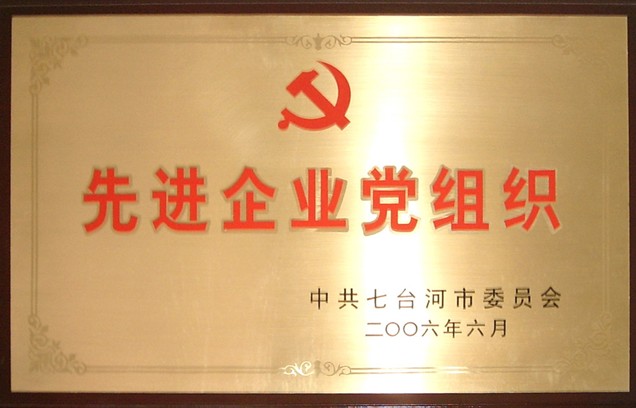 先进企业党组织
中共七台河市委员会
二〇〇六年六月